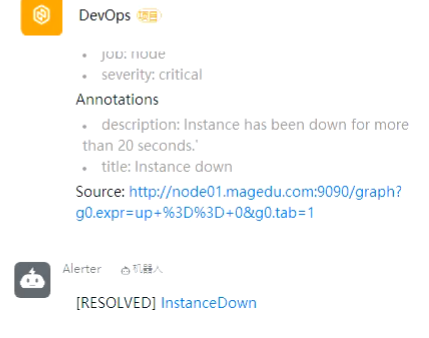 DevOps 项目
job: node
severity: critical
Annotations
description: Instance has been down for more
than 20 seconds.'
title: Instance down
Source: http://node01.magedu.com:9090/graph?
g0.expr=up+%3D%3D+0&g0.tab=1
Alerter 机器人
[RESOLVED] InstanceDown